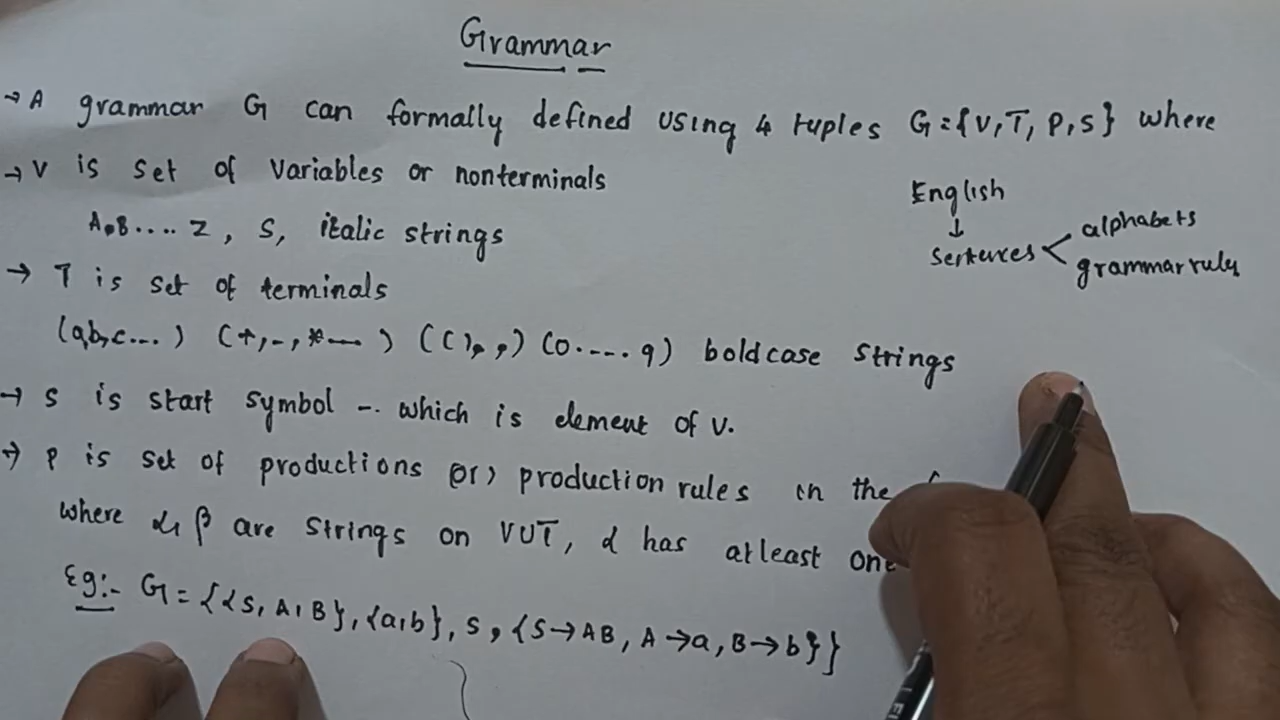 Grammar
→ A grammar G can formally defined using 4 tuples G={V,T,P,S} where
→ V is set of variables or nonterminals
A,B....Z, S, italic strings
English
↓
sentences < alphabets
grammar rules
→ T is set of terminals
(a,b,c...) (+,-,*....) (( ), , ,) (0....9) boldcase strings
→ S is start symbol -. which is element of V.
→ P is set of productions (or) production rules in the
where α, β are strings on VUT, α has atleast one
Eg:- G={{S,A,B},{a,b},S,{S→AB, A→a, B→b}}